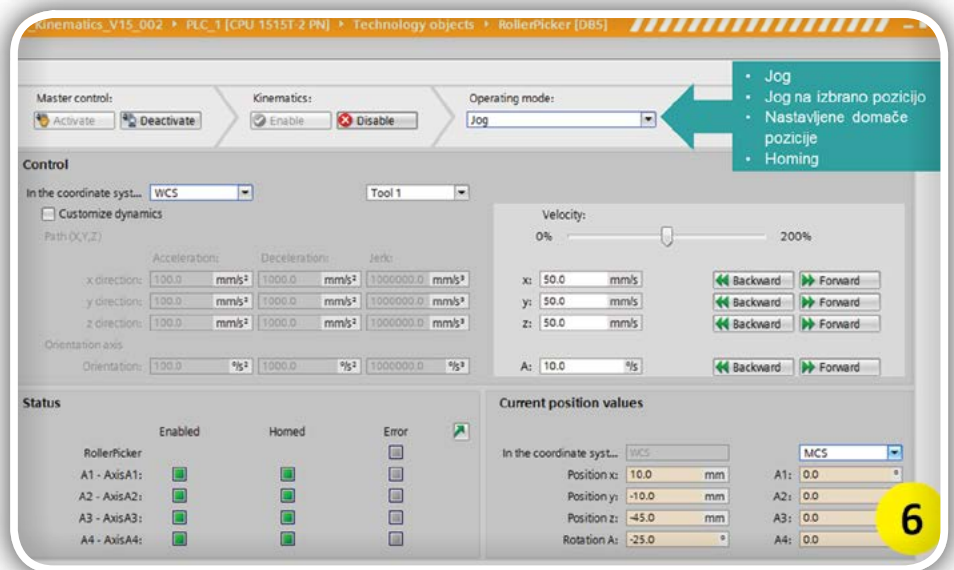 _Kinematics_V15_002 ▸ PLC_1 [CPU 1515T-2 PN] ▸ Technology objects ▸ RollerPicker [DB5]
Master control:
Kinematics:
Operating mode:
Activate
Deactivate
Enable
Disable
Jog
• Jog
• Jog na izbrano pozicijo
• Nastavljene domače
pozicije
• Homing
Control
In the coordinate syst... WCS
Tool 1
Customize dynamics
Path (X,Y,Z)
Acceleration: Deceleration: Jerk:
x direction: 100.0 mm/s² 1000.0 mm/s² 1000000.0 mm/s³
y direction: 100.0 mm/s² 1000.0 mm/s² 1000000.0 mm/s³
z direction: 100.0 mm/s² 1000.0 mm/s² 1000000.0 mm/s³
Orientation axis
Orientation: 100.0 °/s² 1000.0 °/s² 1000000.0 °/s³
Velocity:
0% 200%
x: 50.0 mm/s Backward Forward
y: 50.0 mm/s Backward Forward
z: 50.0 mm/s Backward Forward
A: 10.0 °/s Backward Forward
Status
Enabled Homed Error
RollerPicker
A1 - AxisA1:
A2 - AxisA2:
A3 - AxisA3:
A4 - AxisA4:
Current position values
In the coordinate syst... WCS MCS
Position x: 10.0 mm A1: 0.0 °
Position y: -10.0 mm A2: 0.0
Position z: -45.0 mm A3: 0.0
Rotation A: -25.0 ° A4: 0.0
6